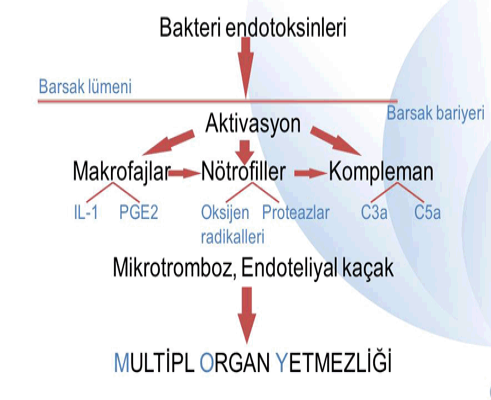 Bakteri endotoksinleri
Barsak lümeni
Barsak bariyeri
Aktivasyon
Makrofajlar Nötrofiller Kompleman
IL-1 PGE2 Oksijen Proteazlar C3a C5a
radikalleri
Mikrotromboz, Endoteliyal kaçak
MULTİPL ORGAN YETMEZLİĞİ